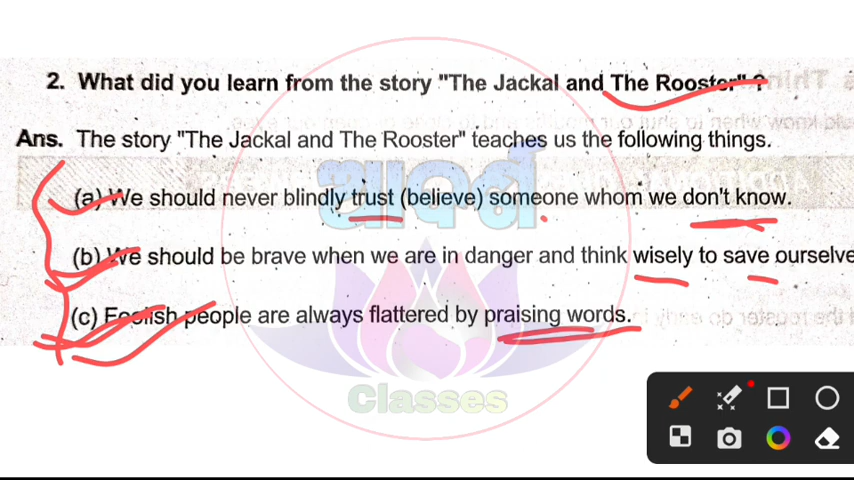 2. What did you learn from the story "The Jackal and The Rooster" ?
Ans. The story "The Jackal and The Rooster" teaches us the following things.
(a) We should never blindly trust (believe) someone whom we don't know.
(b) We should be brave when we are in danger and think wisely to save ourselve
(c) Foolish people are always flattered by praising words.
Classes